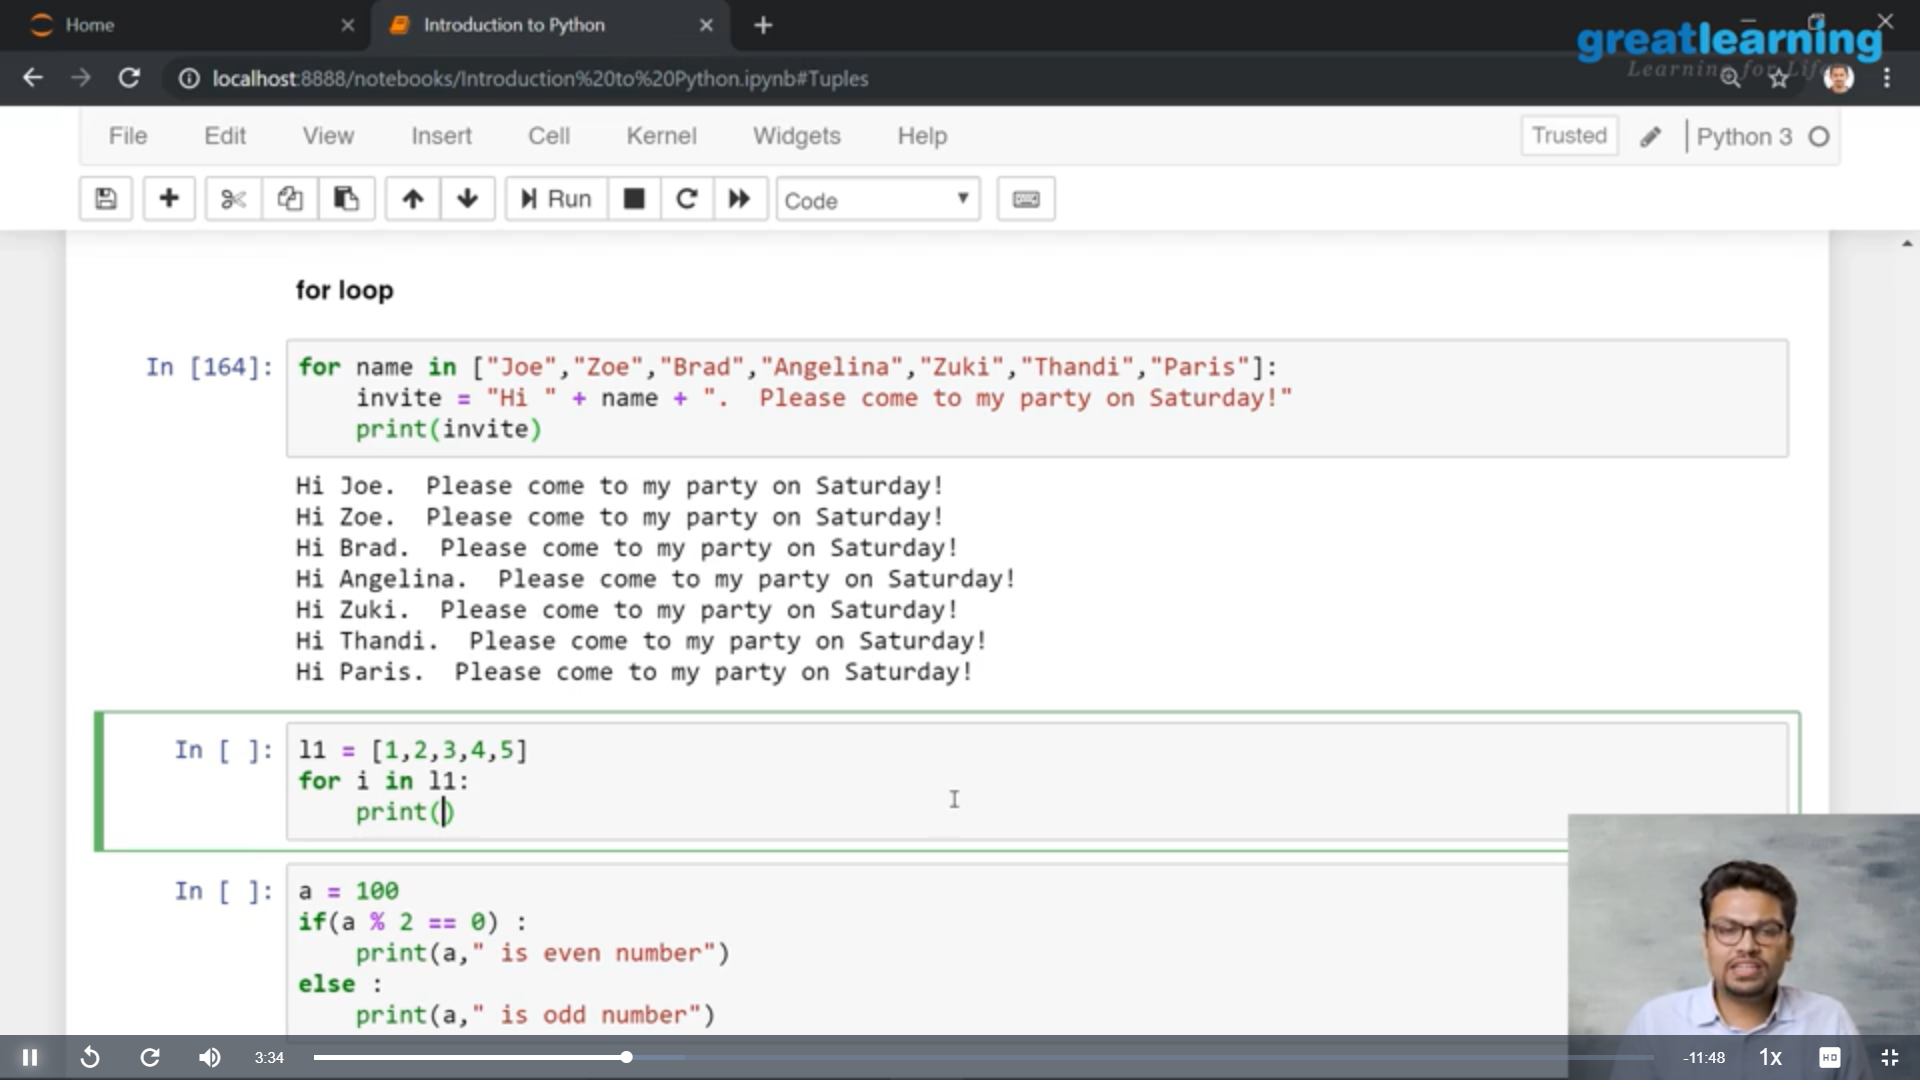 Home
Introduction to Python
greatlearning
Learning for Life
localhost:8888/notebooks/Introduction%20to%20Python.ipynb#Tuples
File Edit View Insert Cell Kernel Widgets Help Trusted Python 3
Run Code
for loop
In [164]: for name in ["Joe","Zoe","Brad","Angelina","Zuki","Thandi","Paris"]:
    invite = "Hi " + name + ".  Please come to my party on Saturday!"
    print(invite)
Hi Joe.  Please come to my party on Saturday!
Hi Zoe.  Please come to my party on Saturday!
Hi Brad.  Please come to my party on Saturday!
Hi Angelina.  Please come to my party on Saturday!
Hi Zuki.  Please come to my party on Saturday!
Hi Thandi.  Please come to my party on Saturday!
Hi Paris.  Please come to my party on Saturday!
In [ ]: l1 = [1,2,3,4,5]
for i in l1:
    print()
In [ ]: a = 100
if(a % 2 == 0) :
    print(a," is even number")
else :
    print(a," is odd number")
3:34 -11:48 1x HD